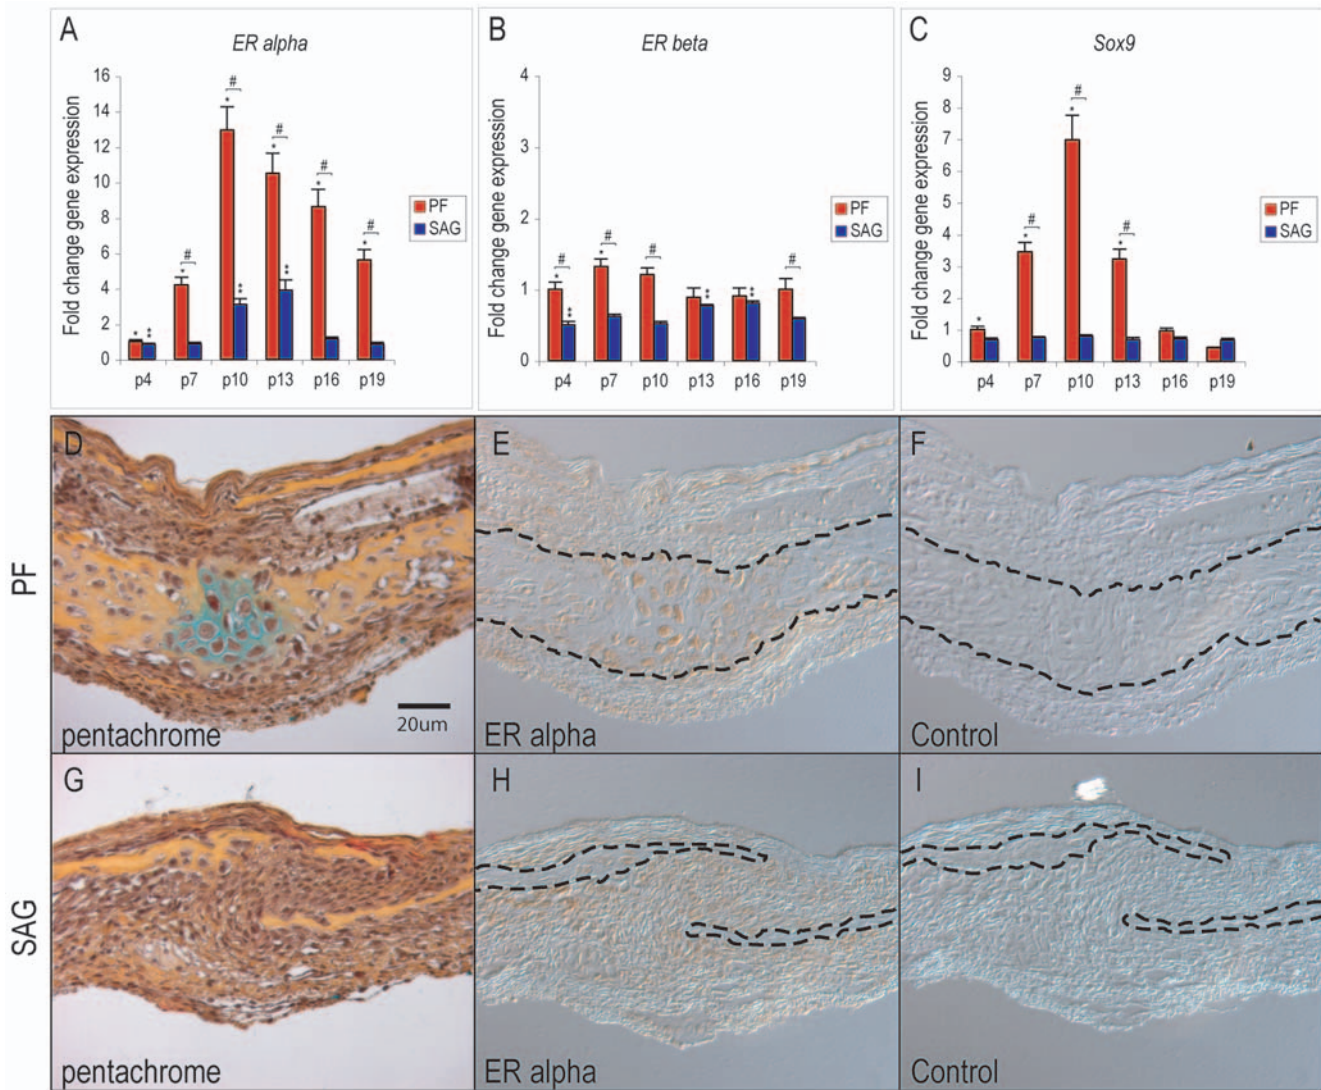 A
ER alpha
Fold change gene expression
16
14
12
10
8
6
4
2
0
* ‡ * # * # ‡ * # ‡ * # * #
p4 p7 p10 p13 p16 p19
PF
SAG
B
ER beta
Fold change gene expression
4
3
2
1
0
* # ‡ * # # ‡ ‡ #
p4 p7 p10 p13 p16 p19
PF
SAG
C
Sox9
Fold change gene expression
9
8
7
6
5
4
3
2
1
0
* * # * # * #
p4 p7 p10 p13 p16 p19
PF
SAG
PF
D
20um
pentachrome
E
ER alpha
F
Control
SAG
G
pentachrome
H
ER alpha
I
Control